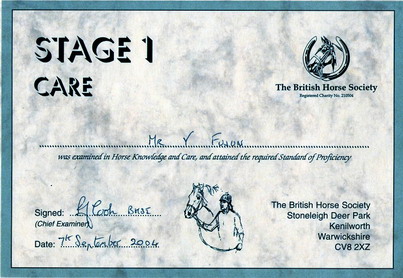 STAGE 1
CARE
The British Horse Society
Registered Charity No. 210504
Mr Y
was examined in Horse Knowledge and Care, and attained the required Standard of Proficiency
Signed: BHSI
(Chief Examiner)
Date: 7th September 2004
The British Horse Society
Stoneleigh Deer Park
Kenilworth
Warwickshire
CV8 2XZ